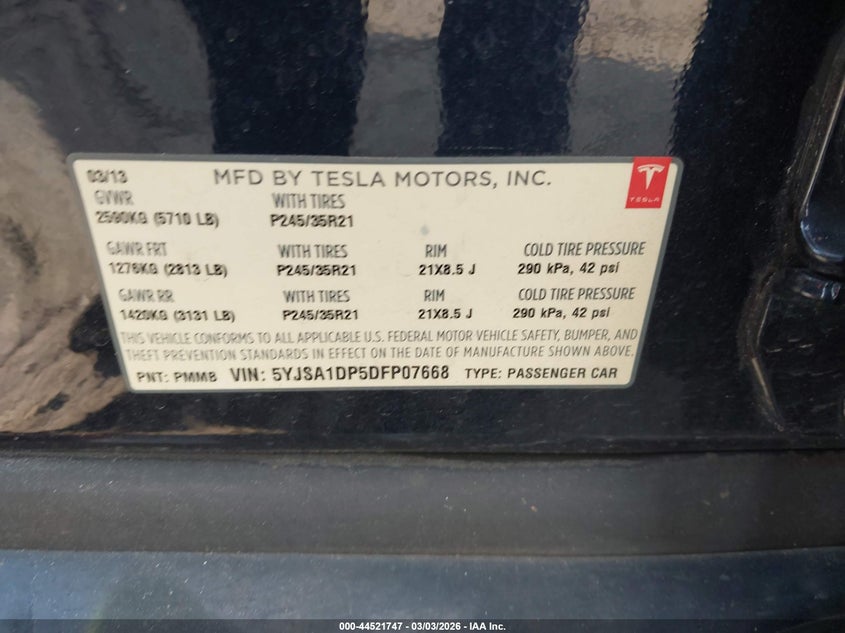 03/13 MFD BY TESLA MOTORS, INC.
TESLA
GVWR WITH TIRES
2590KG (5710 LB) P245/35R21
GAWR FRT WITH TIRES RIM COLD TIRE PRESSURE
1276KG (2813 LB) P245/35R21 21X8.5 J 290 kPa, 42 psi
GAWR RR WITH TIRES RIM COLD TIRE PRESSURE
1420KG (3131 LB) P245/35R21 21X8.5 J 290 kPa, 42 psi
THIS VEHICLE CONFORMS TO ALL APPLICABLE U.S. FEDERAL MOTOR VEHICLE SAFETY, BUMPER, AND
THEFT PREVENTION STANDARDS IN EFFECT ON THE DATE OF MANUFACTURE SHOWN ABOVE.
PNT: PMMB VIN: 5YJSA1DP5DFP07668 TYPE: PASSENGER CAR
000-44521747 - 03/03/2026 - IAA Inc.